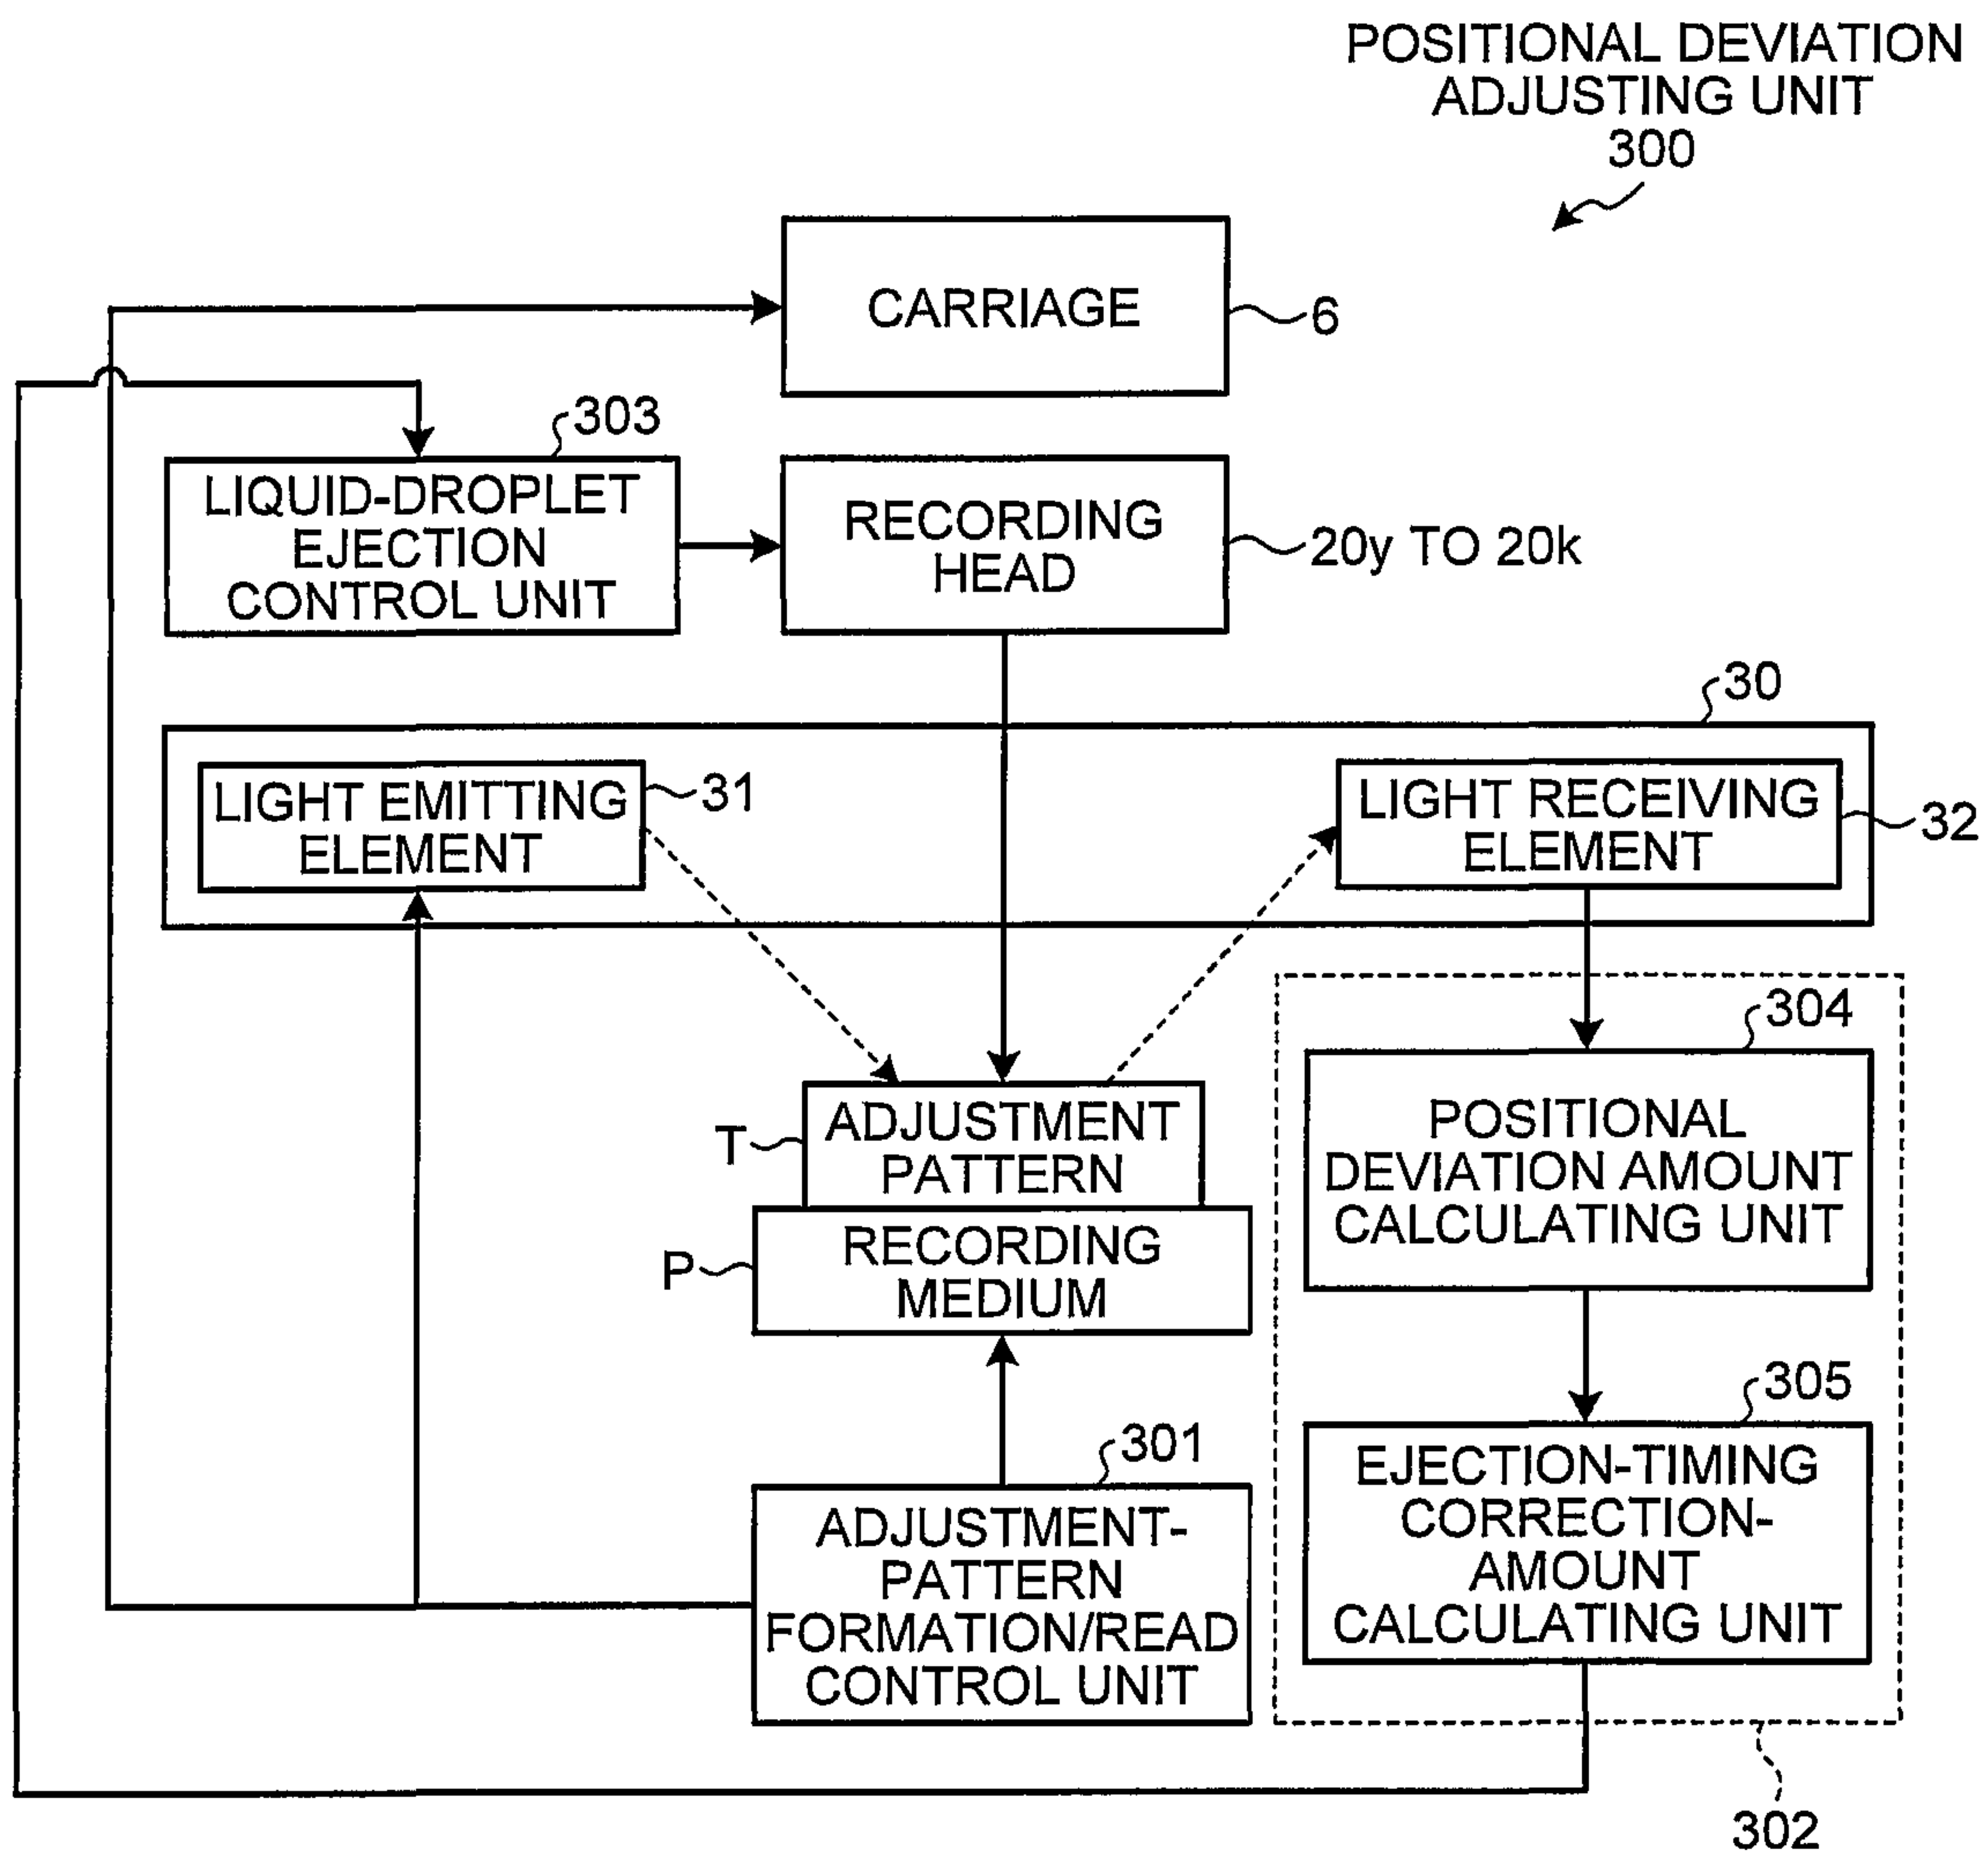 POSITIONAL DEVIATION
ADJUSTING UNIT
300
CARRIAGE
6
303
LIQUID-DROPLET
EJECTION
CONTROL UNIT
RECORDING
HEAD
20y TO 20k
30
LIGHT EMITTING
ELEMENT
31
LIGHT RECEIVING
ELEMENT
32
304
POSITIONAL
DEVIATION AMOUNT
CALCULATING UNIT
T
ADJUSTMENT
PATTERN
P
RECORDING
MEDIUM
305
EJECTION-TIMING
CORRECTION-
AMOUNT
CALCULATING UNIT
301
ADJUSTMENT-
PATTERN
FORMATION/READ
CONTROL UNIT
302